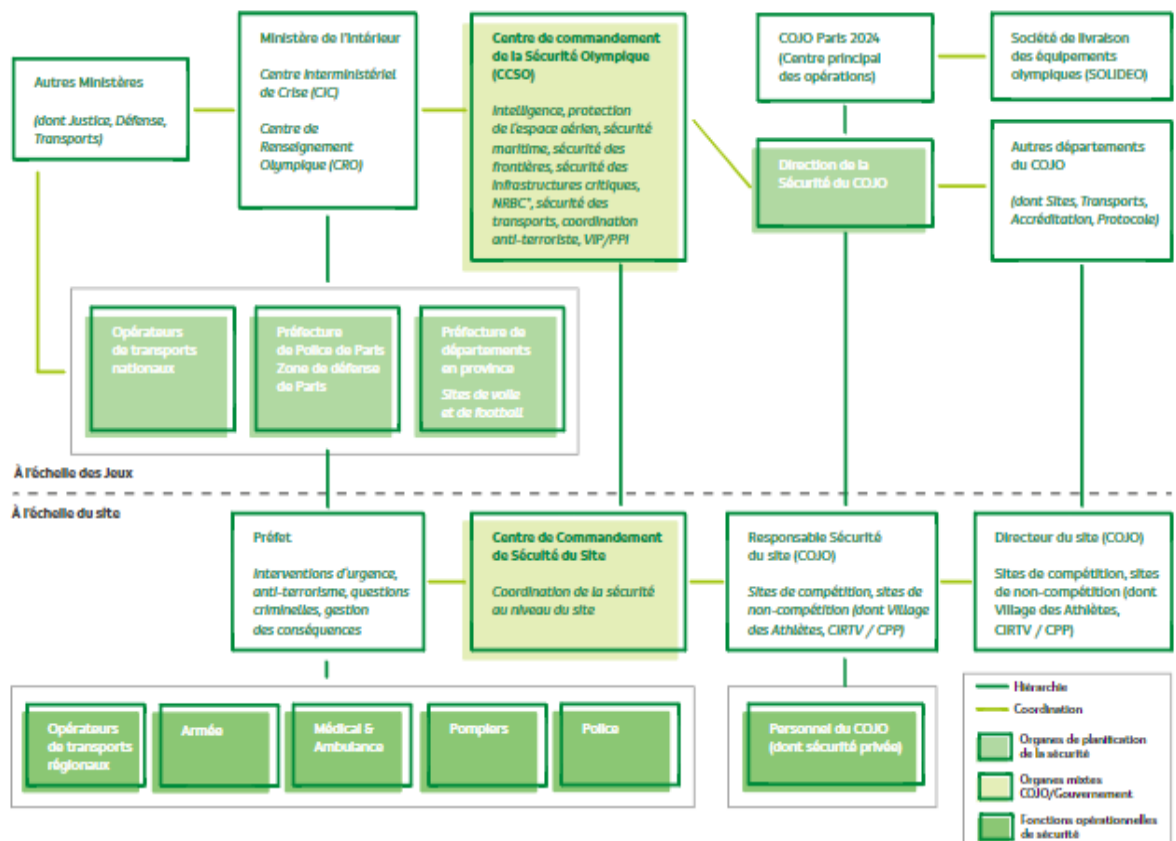 Autres Ministères
(dont Justice, Défense,
Transports)
Ministère de l'Intérieur
Centre Interministériel
de Crise (CIC)
Centre de
Renseignement
Olympique (CRO)
Centre de commandement
de la Sécurité Olympique
(CCSO)
Intelligence, protection
de l'espace aérien, sécurité
maritime, sécurité des
frontières, sécurité des
infrastructures critiques,
NRBC*, sécurité des
transports, coordination
anti-terroriste, VIP/PPI
COJO Paris 2024
(Centre principal
des opérations)
Société de livraison
des équipements
olympiques (SOLIDEO)
Direction de la
Sécurité du COJO
Autres départements
du COJO
(dont Sites, Transports,
Accréditation, Protocole)
Opérateurs
de transports
nationaux
Préfecture
de Police de Paris
Zone de défense
de Paris
Préfecture de
départements
en province
Sites de voile
et de football
À l'échelle des Jeux
À l'échelle du site
Préfet
Interventions d'urgence,
anti-terrorisme, questions
criminelles, gestion
des conséquences
Centre de Commandement
de Sécuité du Site
Coordination de la sécurité
au niveau du site
Responsable Sécurité
du site (COJO)
Sites de compétition, sites de
non-compétition (dont Village
des Athlètes, CIRTV / CPP)
Directeur du site (COJO)
Sites de compétition, sites
de non-compétition (dont
Village des Athlètes,
CIRTV / CPP)
Opérateurs
de transports
régionaux
Armée
Médical &
Ambulance
Pompiers
Police
Personnel du COJO
(dont sécurité privée)
Hiérarchie
Coordination
Organes de planification
de la sécurité
Organes mixtes
COJO/Gouvernement
Fonctions opérationnelles
de sécurité